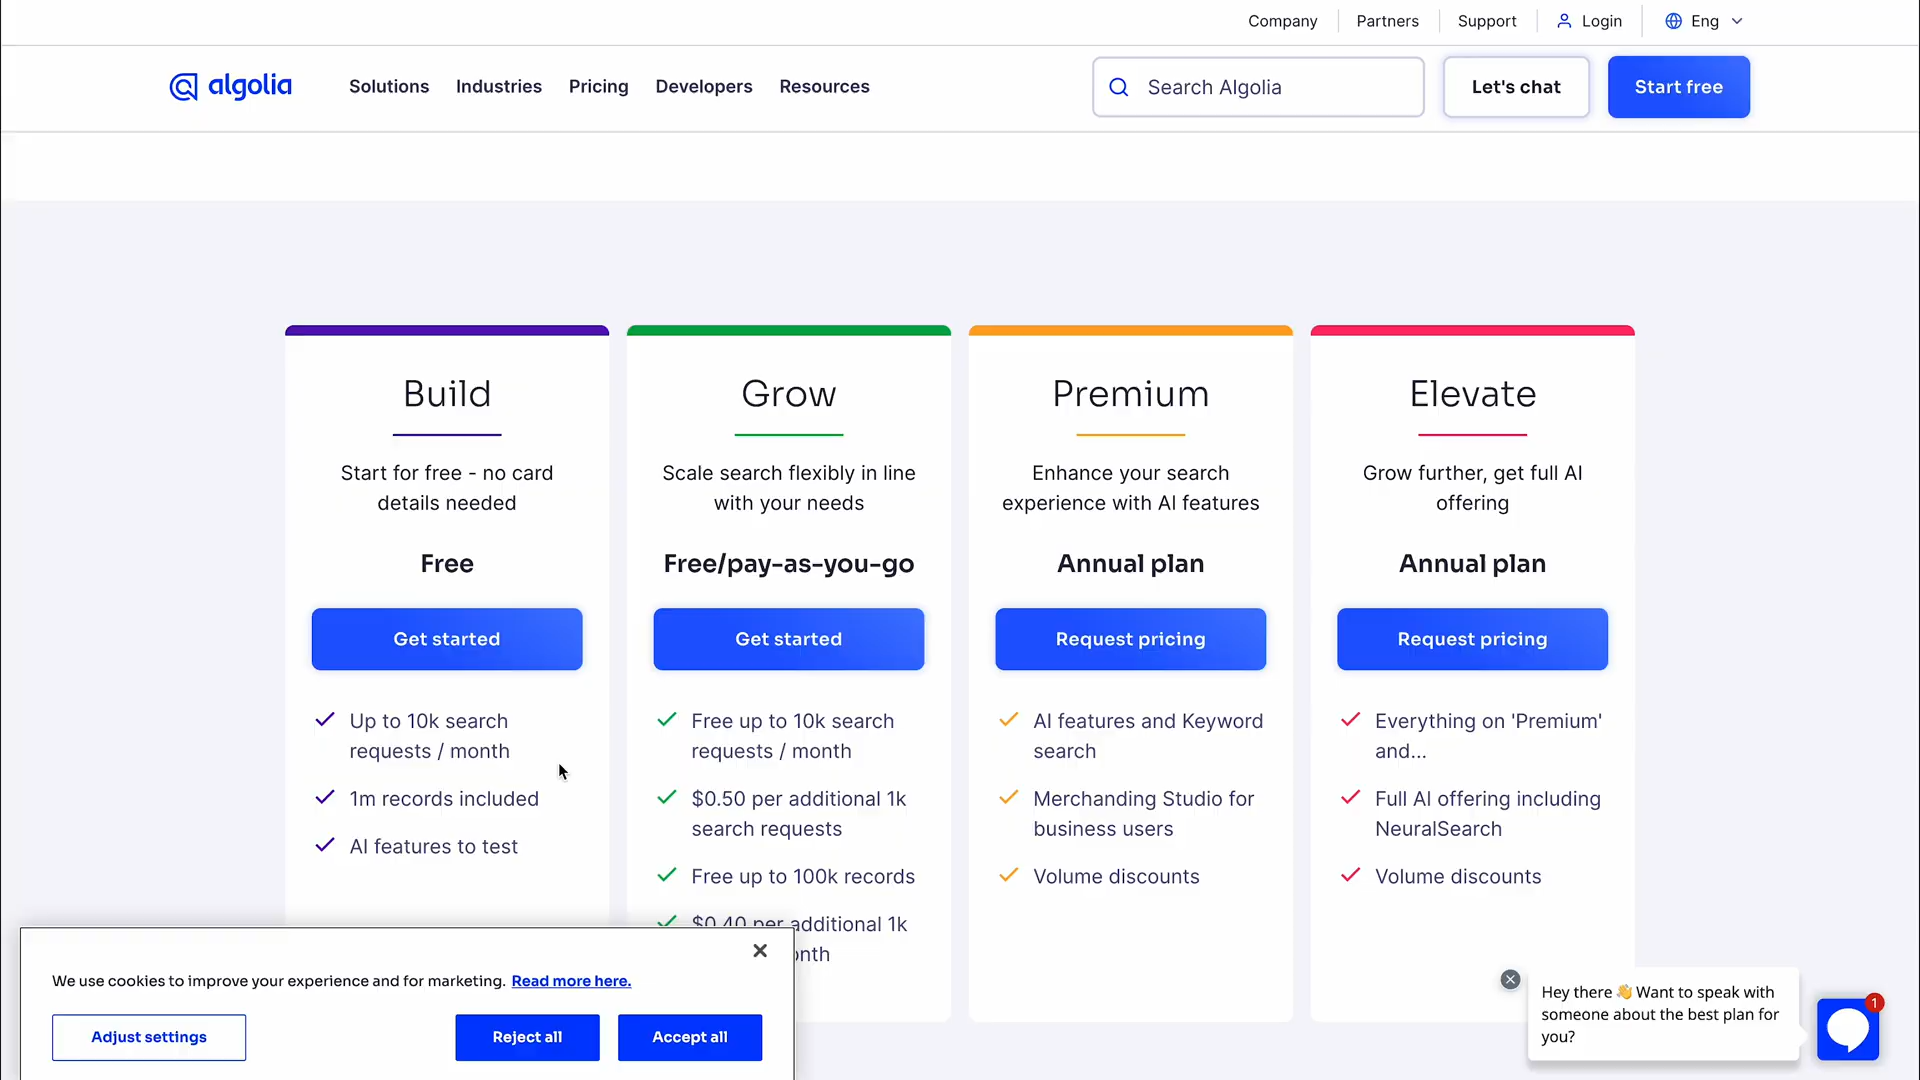 Company
Partners
Support
Login
Eng
algolia
Solutions
Industries
Pricing
Developers
Resources
Search Algolia
Let's chat
Start free
Build
Start for free - no card
details needed
Free
Get started
Up to 10k search
requests / month
1m records included
AI features to test
Grow
Scale search flexibly in line
with your needs
Free/pay-as-you-go
Get started
Free up to 10k search
requests / month
$0.50 per additional 1k
search requests
Free up to 100k records
$0.40 per additional 1k
Premium
Enhance your search
experience with AI features
Annual plan
Request pricing
AI features and Keyword
search
Merchanding Studio for
business users
Volume discounts
Elevate
Grow further, get full AI
offering
Annual plan
Request pricing
Everything on 'Premium'
and...
Full AI offering including
NeuralSearch
Volume discounts
We use cookies to improve your experience and for marketing. Read more here.
Adjust settings
Reject all
Accept all
Hey there 👋 Want to speak with
someone about the best plan for
you?
1